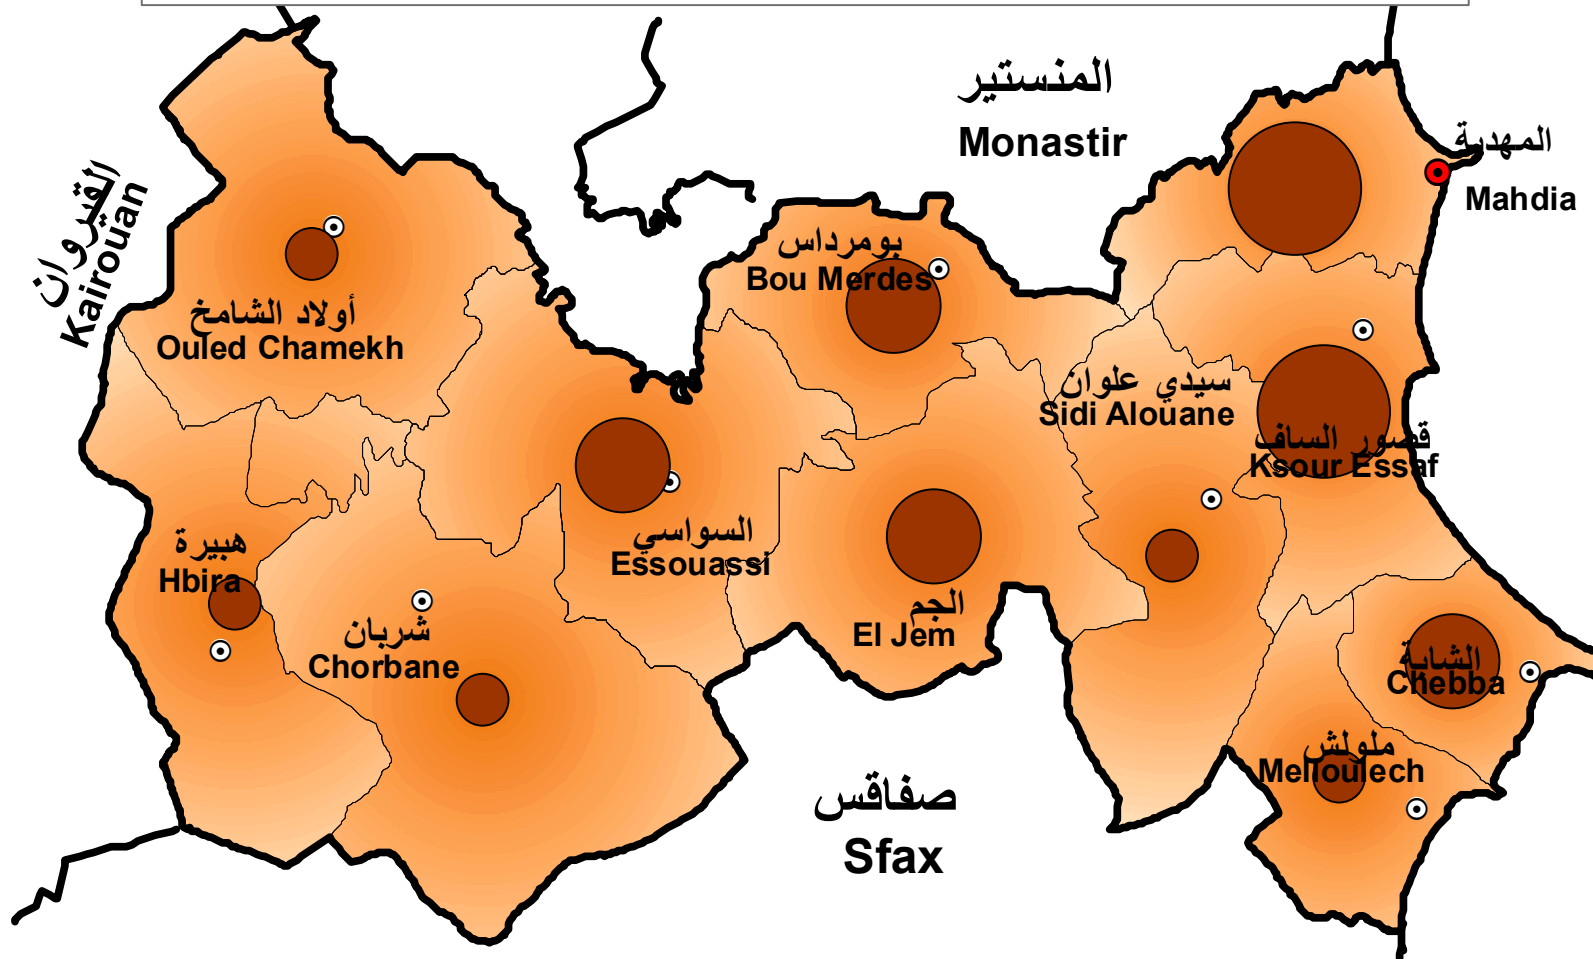 المنستير
Monastir
المهدية
Mahdia
القيروان
Kairouan
بومرداس
Bou Merdes
أولاد الشامخ
Ouled Chamekh
سيدي علوان
Sidi Alouane
قصور الساف
Ksour Essaf
السواسي
Essouassi
هبيرة
Hbira
الجم
El Jem
شربان
Chorbane
الشابة
Chebba
ملولش
Melloulech
صفاقس
Sfax